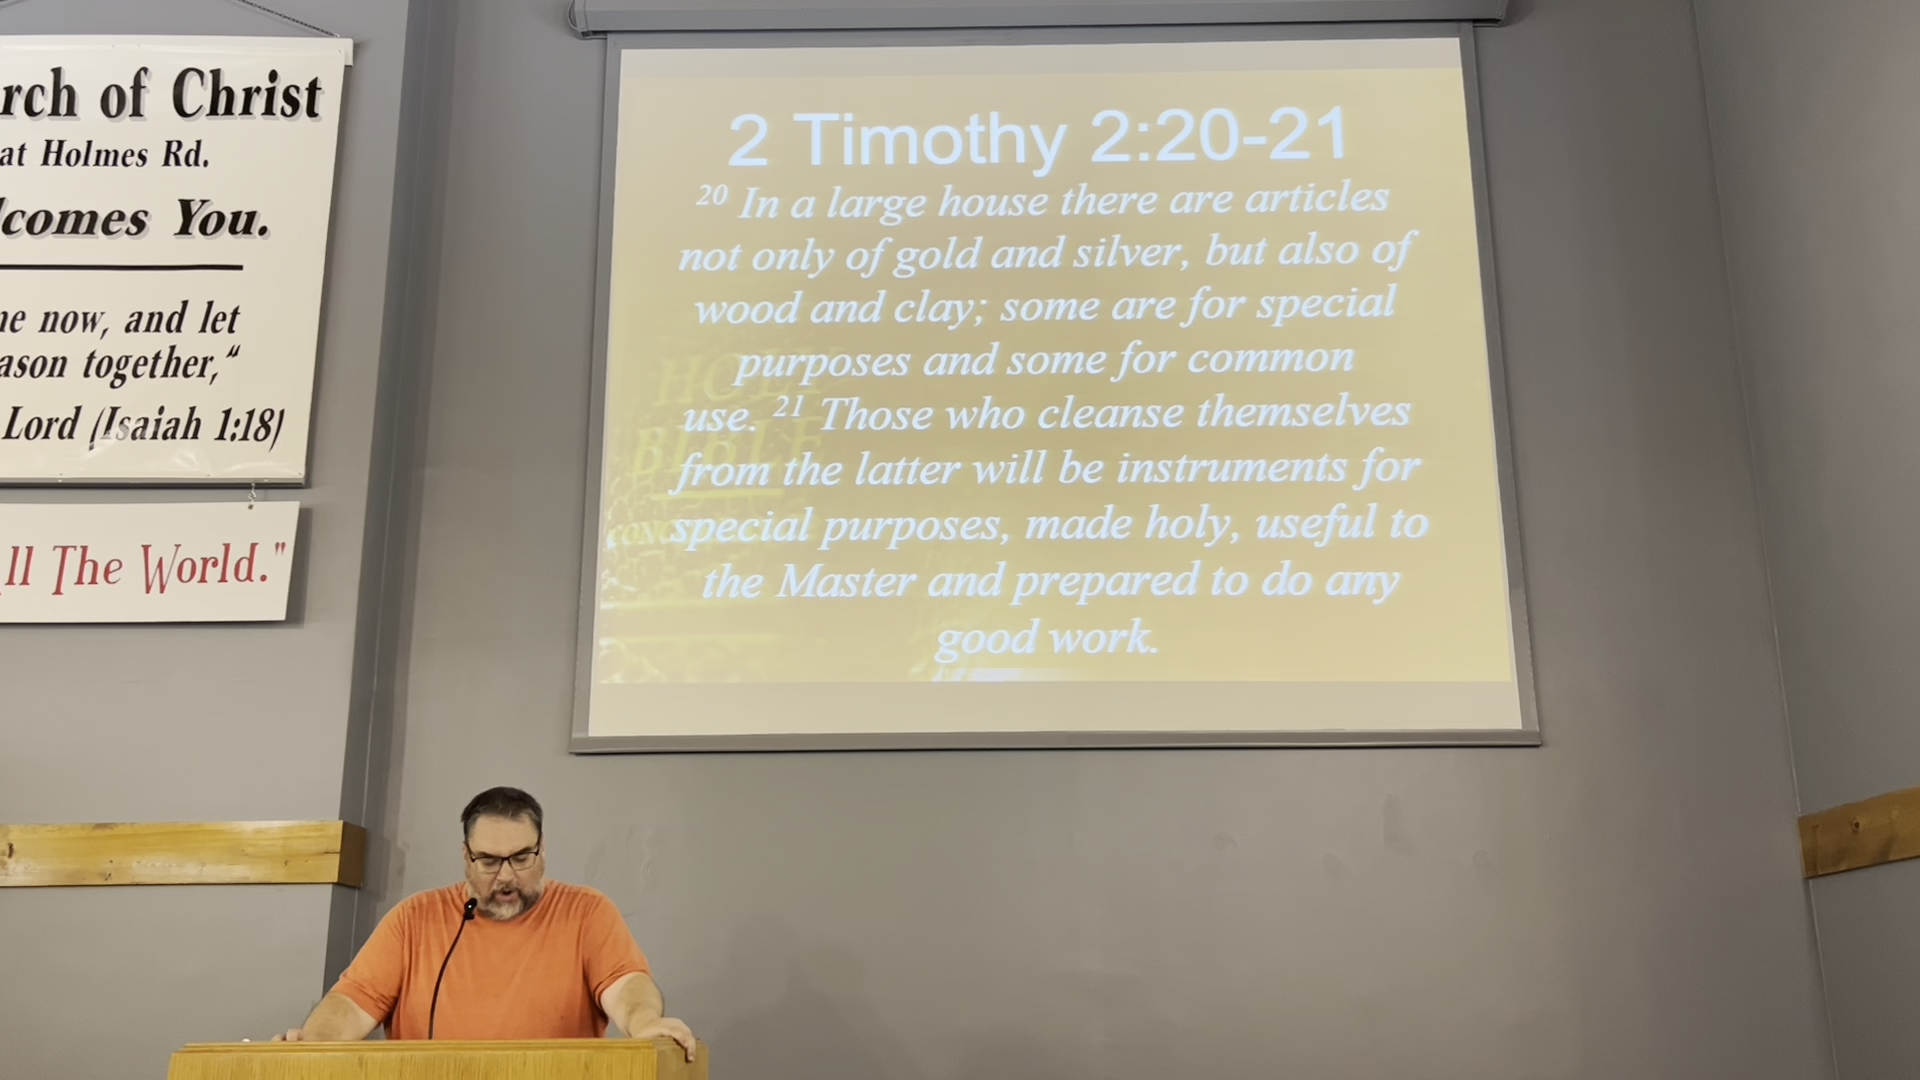 rch of Christ
at Holmes Rd.
lcomes You.
ne now, and let
ason together,“
Lord (Isaiah 1:18)
ll The World."
2 Timothy 2:20-21
20 In a large house there are articles
not only of gold and silver, but also of
wood and clay; some are for special
purposes and some for common
use. 21 Those who cleanse themselves
from the latter will be instruments for
special purposes, made holy, useful to
the Master and prepared to do any
good work.
HOLY
BIBLE